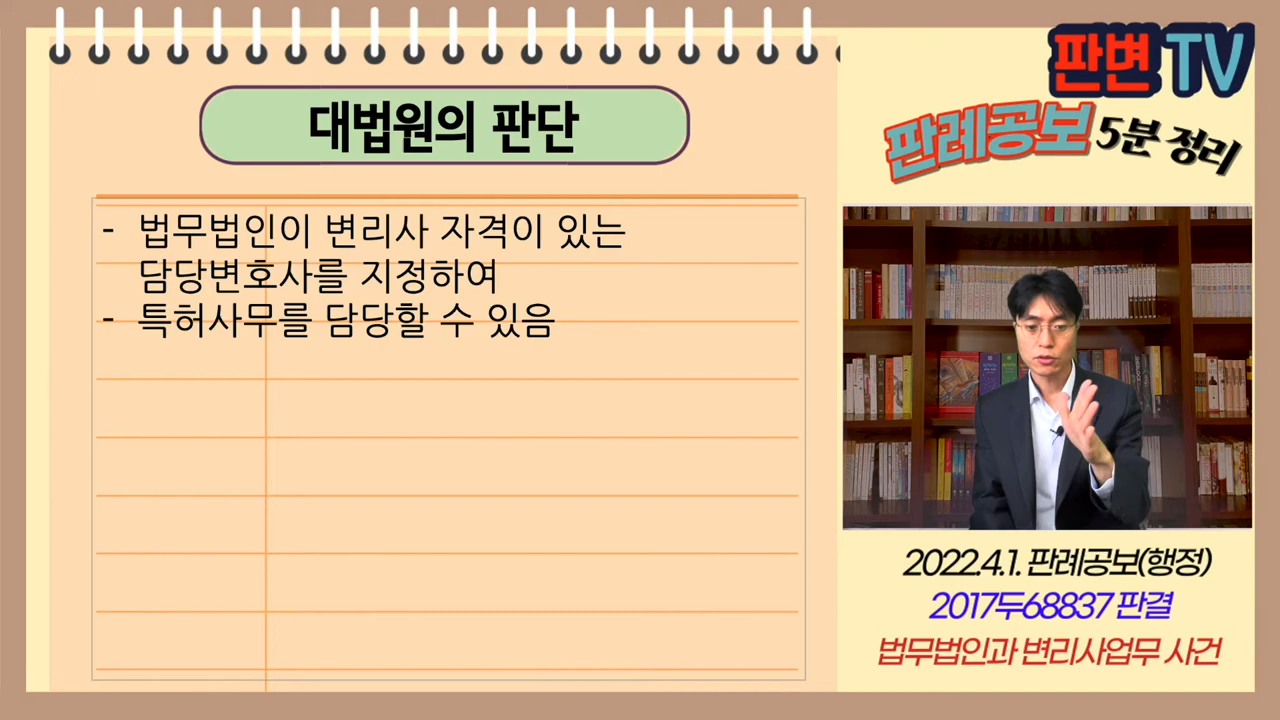 대법원의 판단
- 법무법인이 변리사 자격이 있는
담당변호사를 지정하여
- 특허사무를 담당할 수 있음
판변 TV
판례공보 5분 정리
2022.4.1. 판례공보(행정)
2017두68837 판결
법무법인과 변리사업무 사건